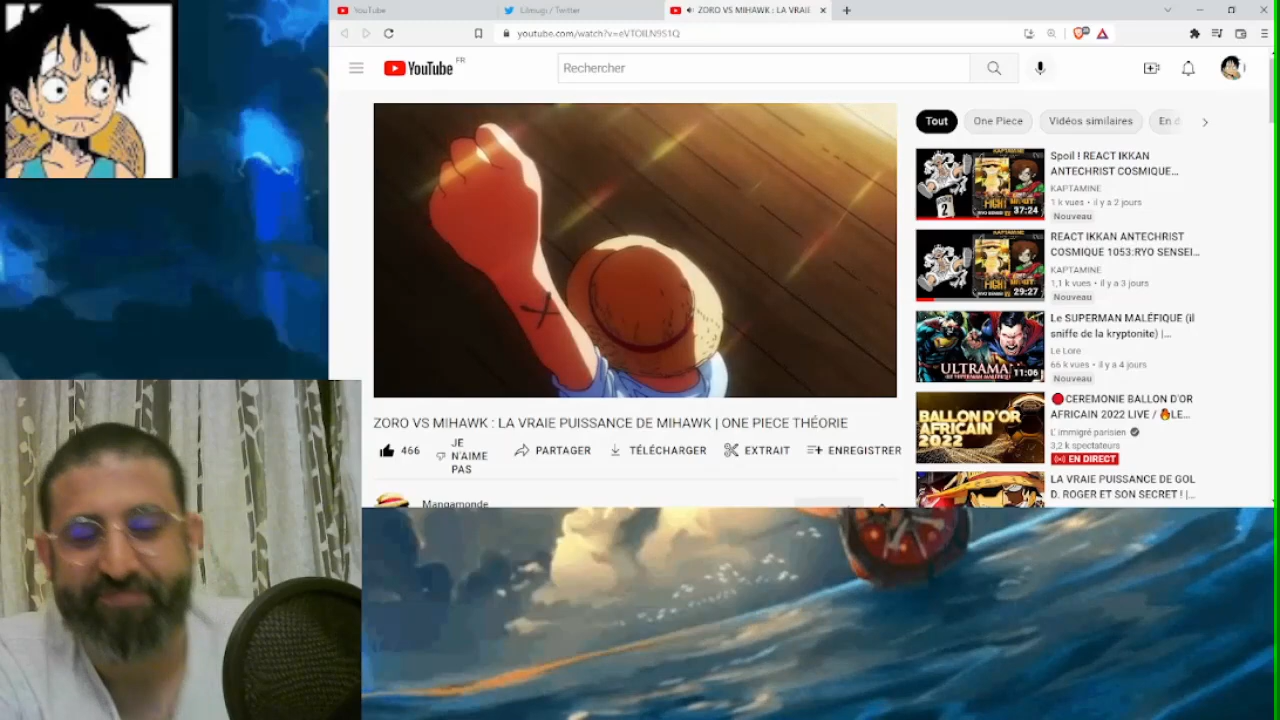 YouTube
Lilmugi / Twitter
ZORO VS MIHAWK : LA VRAIE
youtube.com/watch?v=eVTOILN9S1Q
YouTube FR
Rechercher
ZORO VS MIHAWK : LA VRAIE PUISSANCE DE MIHAWK | ONE PIECE THÉORIE
466
JE N'AIME PAS
PARTAGER
TÉLÉCHARGER
EXTRAIT
ENREGISTRER
Mangamonde
Tout
One Piece
Vidéos similaires
Spoil ! REACT IKKAN
ANTECHRIST COSMIQUE...
KAPTAMINE
1 k vues • il y a 2 jours
Nouveau
37:24
REACT IKKAN ANTECHRIST
COSMIQUE 1053:RYO SENSEI...
KAPTAMINE
1,1 k vues • il y a 3 jours
Nouveau
29:27
Le SUPERMAN MALÉFIQUE (il
sniffe de la kryptonite) |...
Le Lore
66 k vues • il y a 4 jours
Nouveau
ULTRAMA
11:06
CEREMONIE BALLON D'OR
AFRICAIN 2022 LIVE / 🔥LE...
L' immigré parisien
3,2 k spectateurs
EN DIRECT
BALLON D'OR
AFRICAIN
2022
LA VRAIE PUISSANCE DE GOL
D. ROGER ET SON SECRET ! |...